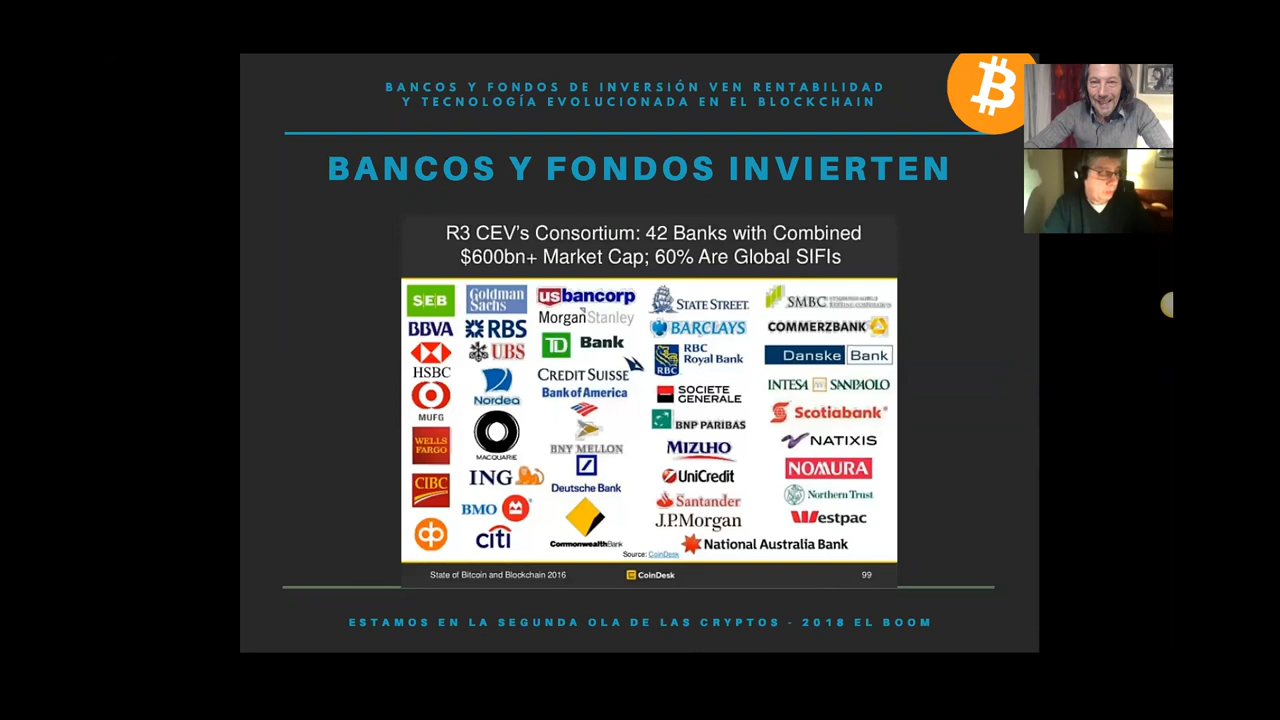 BANCOS Y FONDOS DE INVERSIÓN VEN RENTABILIDAD
Y TECNOLOGÍA EVOLUCIONADA EN EL BLOCKCHAIN
BANCOS Y FONDOS INVIERTEN
R3 CEV's Consortium: 42 Banks with Combined
$600bn+ Market Cap; 60% Are Global SIFIs
SEB
BBVA
HSBC
MUFG
WELLS
FARGO
CIBC
Goldman
Sachs
RBS
UBS
Nordea
MACQUARIE
ING
BMO
citi
usbancorp
MorganStanley
TD Bank
CREDIT SUISSE
Bank of America
BNY MELLON
Deutsche Bank
CommonwealthBank
STATE STREET
BARCLAYS
RBC
RBC
Royal Bank
SOCIETE
GENERALE
BNP PARIBAS
MIZUHO
UniCredit
Santander
J.P.Morgan
National Australia Bank
SMBC
COMMERZBANK
Danske Bank
INTESA SANPAOLO
Scotiabank
NATIXIS
NOMURA
Northern Trust
Westpac
Source: CoinDesk
State of Bitcoin and Blockchain 2016
CoinDesk
99
ESTAMOS EN LA SEGUNDA OLA DE LAS CRYPTOS - 2018 EL BOOM